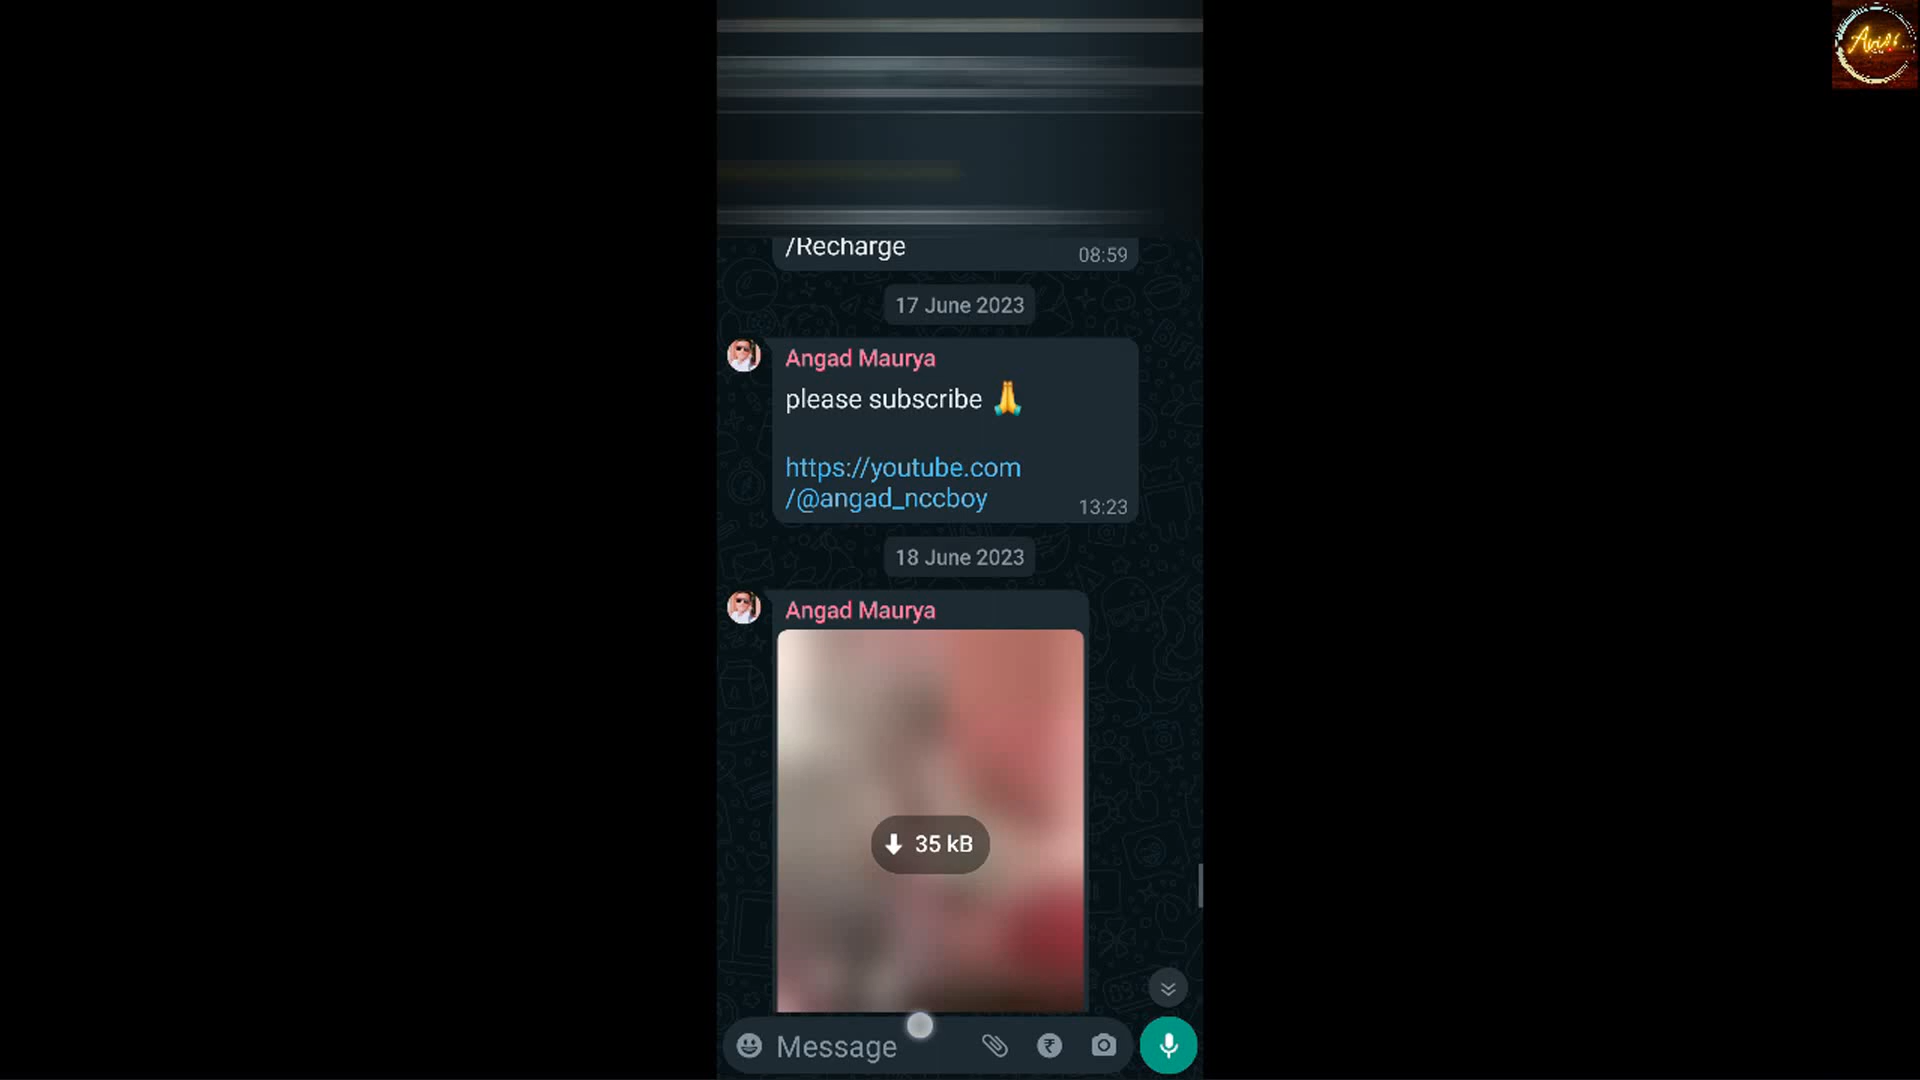 /Recharge
08:59
17 June 2023
Angad Maurya
please subscribe 🙏
https://youtube.com
/@angad_nccboy
13:23
18 June 2023
Angad Maurya
35 kB
Message